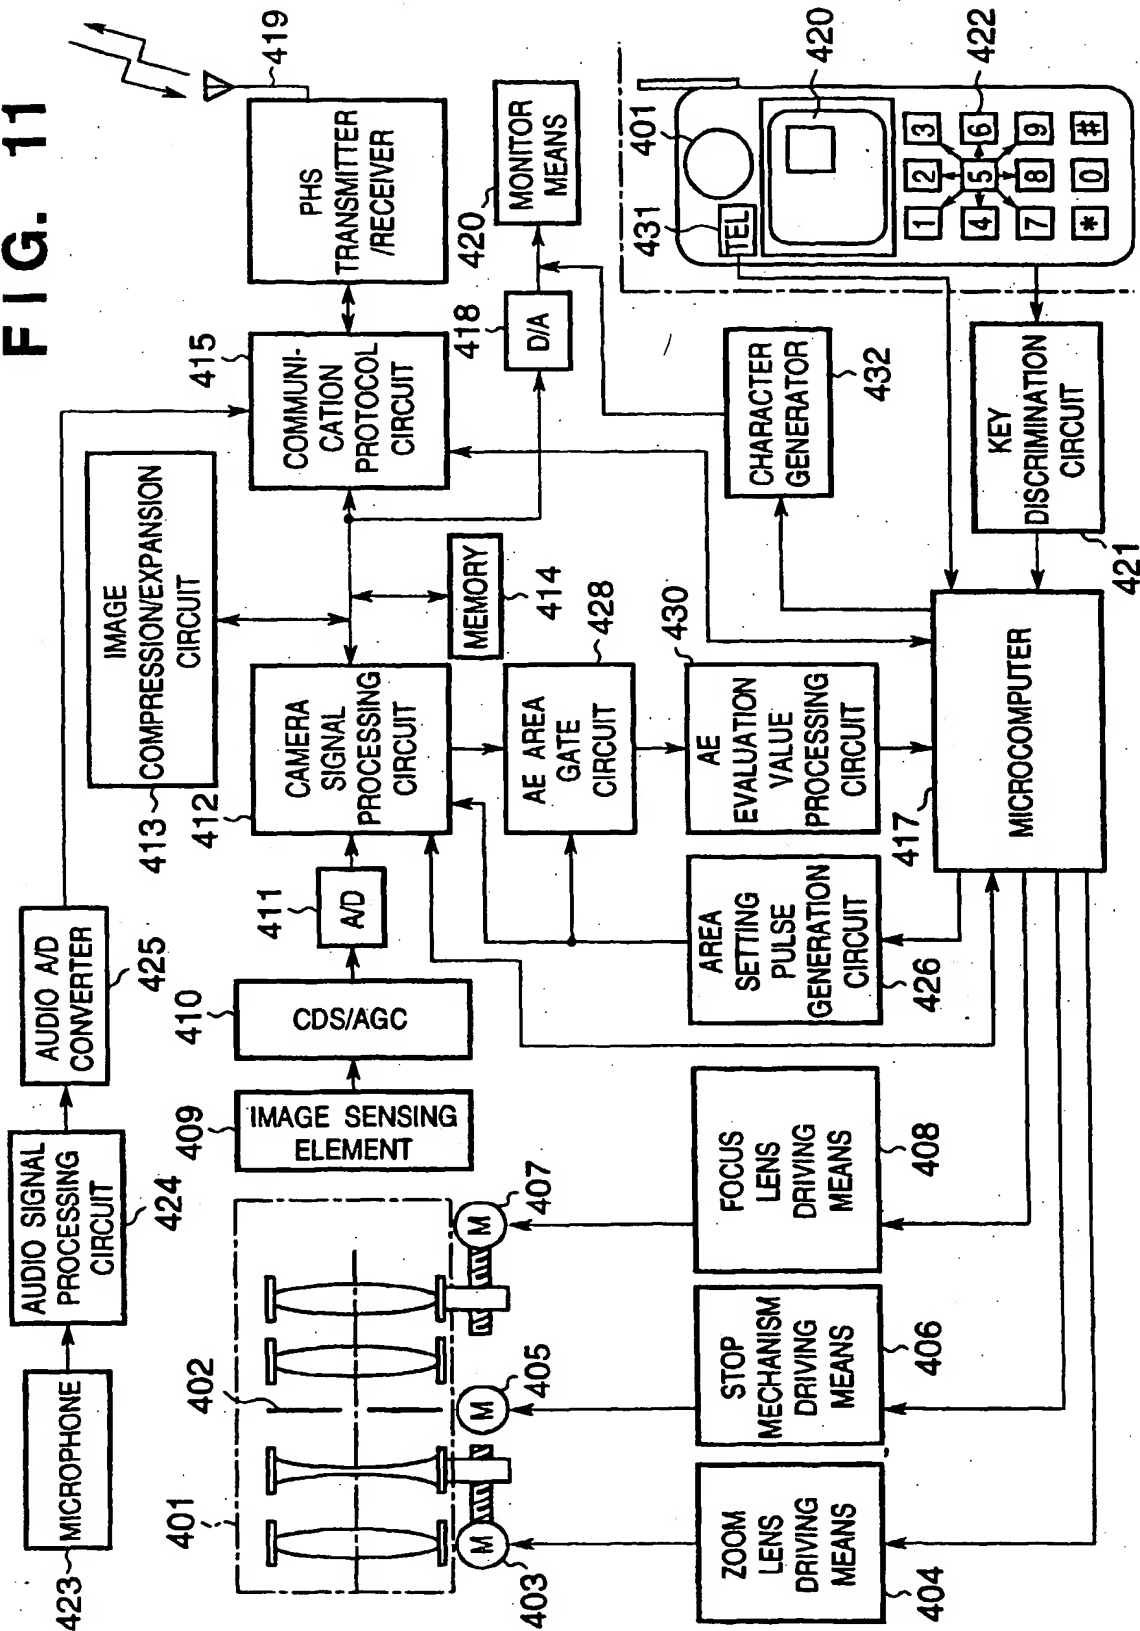 FIG. 11
423
MICROPHONE
AUDIO SIGNAL
PROCESSING
CIRCUIT
424
AUDIO A/D
CONVERTER
425
413
IMAGE
COMPRESSION/EXPANSION
CIRCUIT
415
COMMUNI-
CATION
PROTOCOL
CIRCUIT
PHS
TRANSMITTER
/RECEIVER
419
401
402
409
IMAGE SENSING
ELEMENT
410
CDS/AGC
411
A/D
412
CAMERA
SIGNAL
PROCESSING
CIRCUIT
MEMORY
414
418
D/A
420
MONITOR
MEANS
403
M
M
405
M
407
AE AREA
GATE
CIRCUIT
428
ZOOM
LENS
DRIVING
MEANS
404
STOP
MECHANISM
DRIVING
MEANS
406
FOCUS
LENS
DRIVING
MEANS
408
AREA
SETTING
PULSE
GENERATION
CIRCUIT
426
AE
EVALUATION
VALUE
PROCESSING
CIRCUIT
430
CHARACTER
GENERATOR
432
417
MICROCOMPUTER
KEY
DISCRIMINATION
CIRCUIT
421
431
TEL
401
420
422
1 2 3
4 5 6
7 8 9
* 0 #